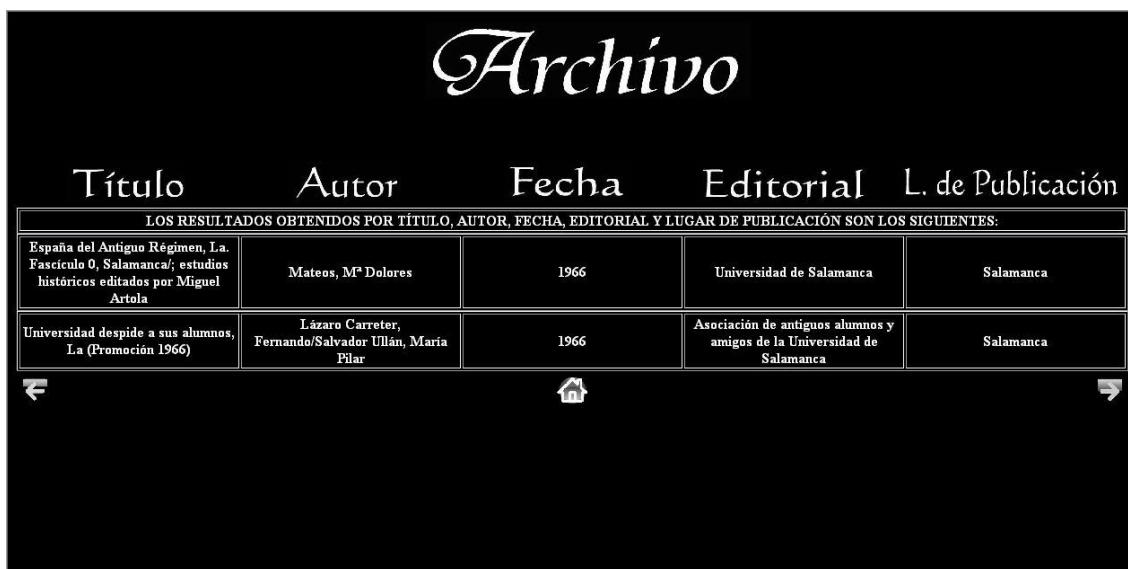 Archivo
Título Autor Fecha Editorial L. de Publicación
LOS RESULTADOS OBTENIDOS POR TÍTULO, AUTOR, FECHA, EDITORIAL Y LUGAR DE PUBLICACIÓN SON LOS SIGUIENTES:
España del Antiguo Régimen, La.
Fascículo 0, Salamanca/; estudios
históricos editados por Miguel
Artola
Mateos, Mª Dolores
1966
Universidad de Salamanca
Salamanca
Universidad despide a sus alumnos,
La (Promoción 1966)
Lázaro Carreter,
Fernando/Salvador Ullán, María
Pilar
1966
Asociación de antiguos alumnos y
amigos de la Universidad de
Salamanca
Salamanca